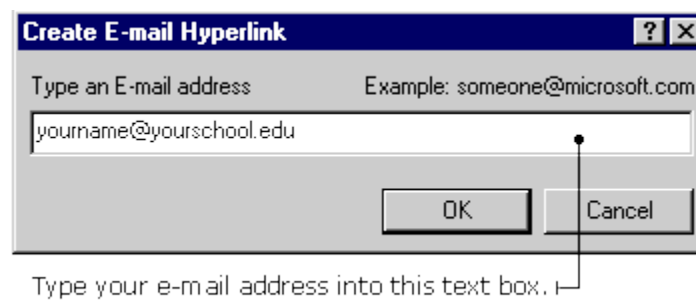 Create E-mail Hyperlink
Type an E-mail address Example: someone@microsoft.com
yourname@yourschool.edu
OK Cancel
Type your e-mail address into this text box.